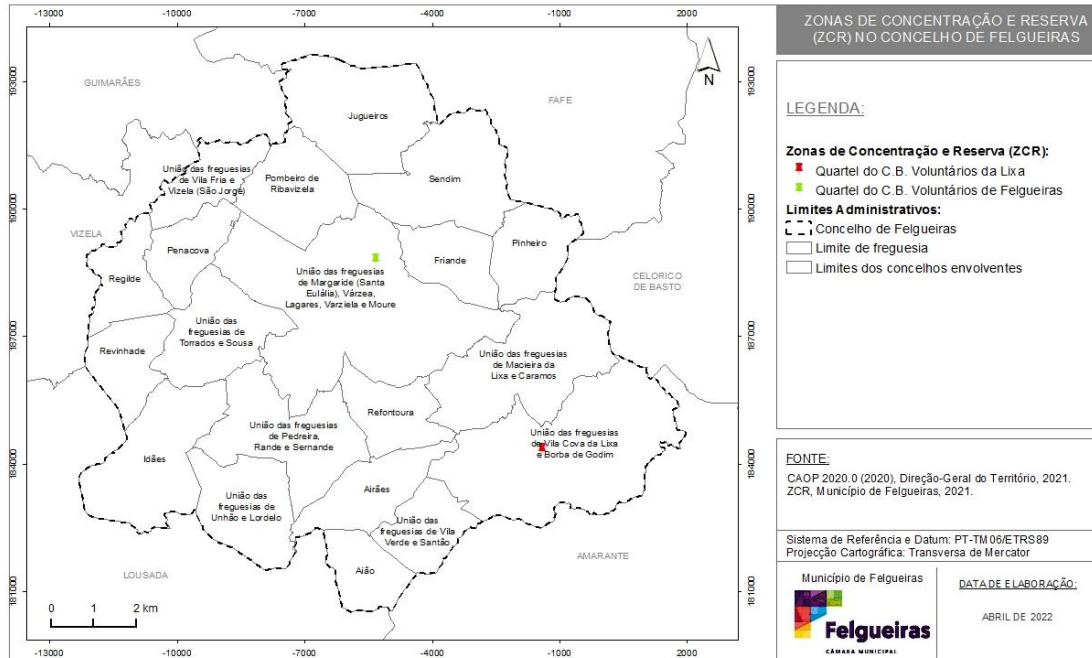 -13000
-10000
-7000
-4000
-1000
2000
ZONAS DE CONCENTRAÇÃO E RESERVA
(ZCR) NO CONCELHO DE FELGUEIRAS
193000
190000
187000
184000
181000
193000
190000
187000
184000
181000
N
GUIMARÃES
FAFE
VIZELA
CELORICO
DE BASTO
LOUSADA
AMARANTE
Jugueiros
União das freguesias
de Vila Fria e
Vizela (São Jorge)
Pombeiro de
Ribavizela
Sendim
Penacova
Pinheiro
Friande
Regilde
União das freguesias
de Margaride (Santa
Eulália), Várzea,
Lagares, Varziela e Moure
União das
freguesias de
Torrados e Sousa
Revinhade
União das freguesias
de Macieira da
Lixa e Caramos
Refontoura
União das freguesias
de Pedreira,
Rande e Sernande
União das freguesias
de Vila Cova da Lixa
e Borba de Godim
Idães
Airães
União das
freguesias de
Unhão e Lordelo
União das
freguesias de Vila
Verde e Santão
Aião
0 1 2 km
-13000
-10000
-7000
-4000
-1000
2000
LEGENDA:
Zonas de Concentração e Reserva (ZCR):
Quartel do C.B. Voluntários da Lixa
Quartel do C.B. Voluntários de Felgueiras
Limites Administrativos:
Concelho de Felgueiras
Limite de freguesia
Limites dos concelhos envolventes
FONTE:
CAOP 2020.0 (2020), Direção-Geral do Território, 2021.
ZCR, Município de Felgueiras, 2021.
Sistema de Referência e Datum: PT-TM06/ETRS89
Projecção Cartográfica: Transversa de Mercator
Município de Felgueiras
Felgueiras
CÂMARA MUNICIPAL
DATA DE ELABORAÇÃO:
ABRIL DE 2022